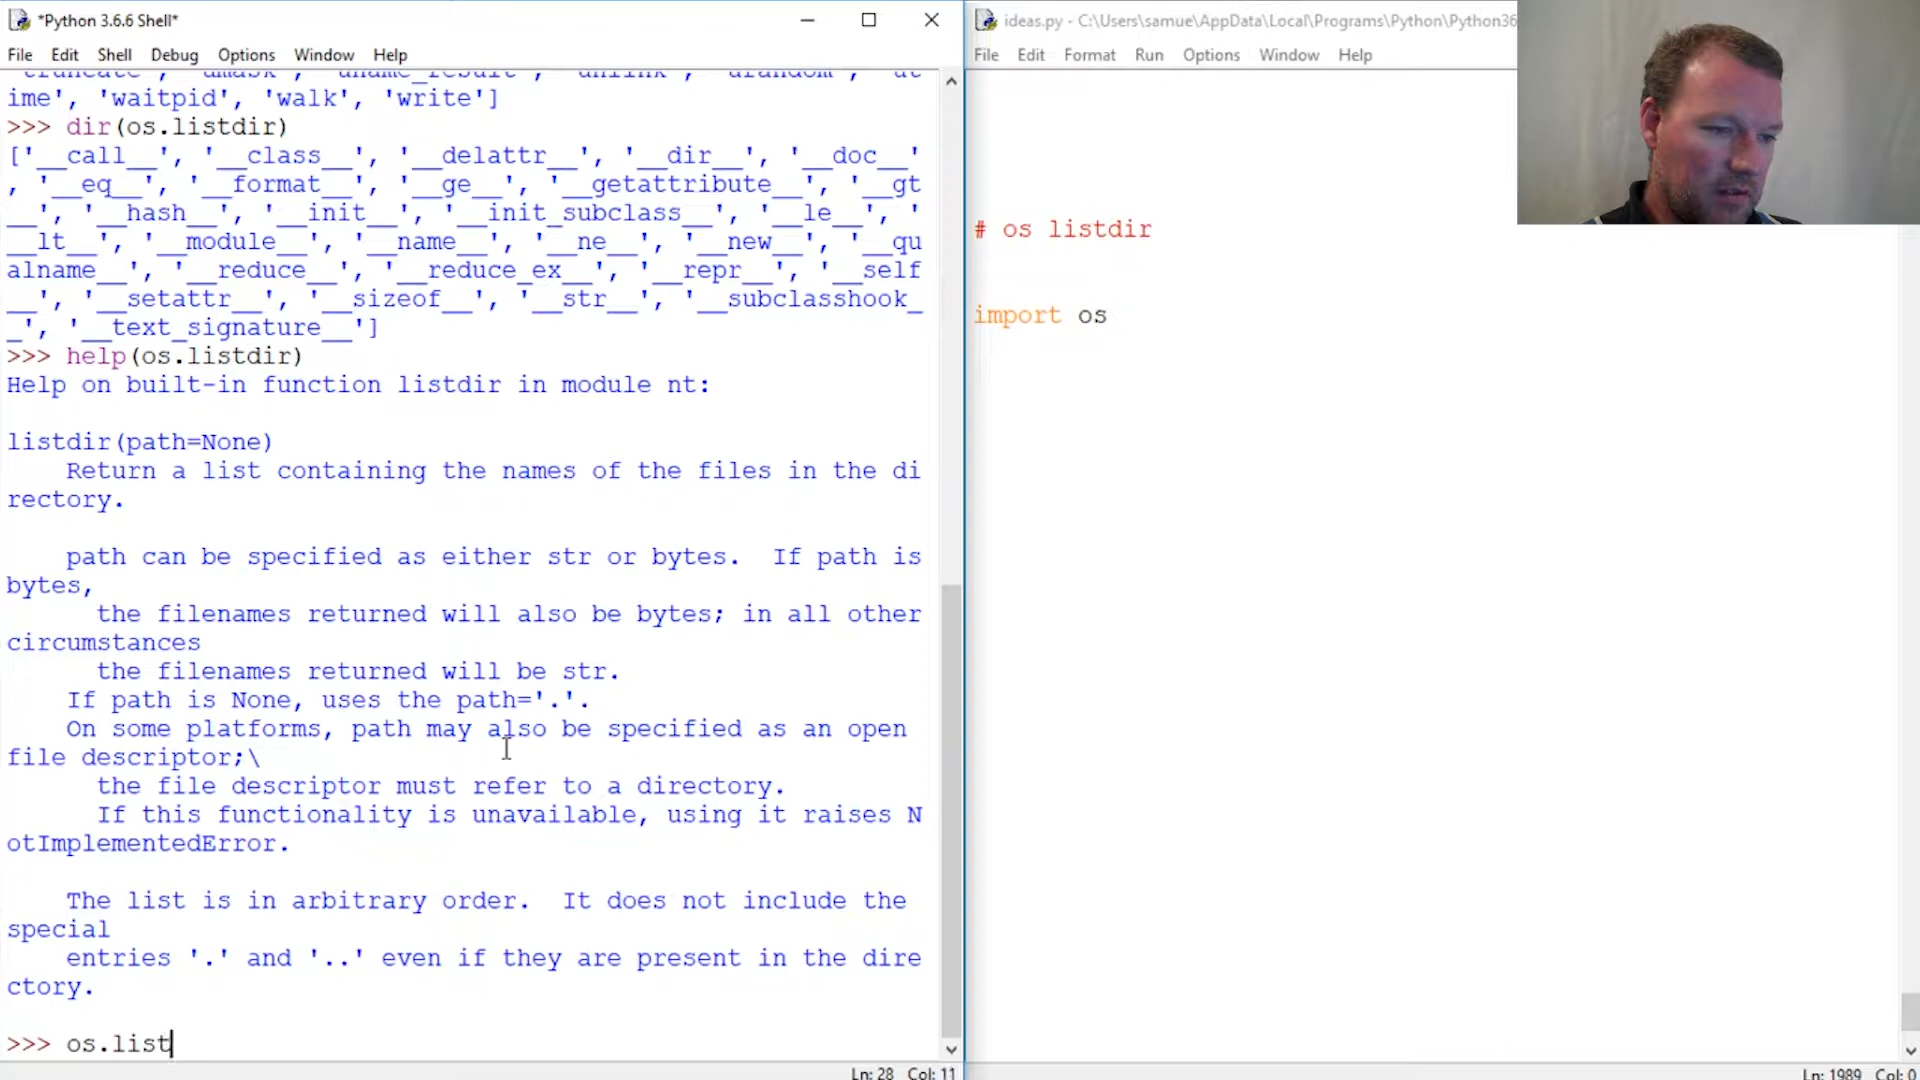 *Python 3.6.6 Shell*
File Edit Shell Debug Options Window Help
'truncate', 'umask', 'uname_result', 'unlink', 'urandom', 'ut
ime', 'waitpid', 'walk', 'write']
>>> dir(os.listdir)
['__call__', '__class__', '__delattr__', '__dir__', '__doc__'
, '__eq__', '__format__', '__ge__', '__getattribute__', '__gt
__', '__hash__', '__init__', '__init_subclass__', '__le__', '
__lt__', '__module__', '__name__', '__ne__', '__new__', '__qu
alname__', '__reduce__', '__reduce_ex__', '__repr__', '__self
__', '__setattr__', '__sizeof__', '__str__', '__subclasshook_
_', '__text_signature__']
>>> help(os.listdir)
Help on built-in function listdir in module nt:
listdir(path=None)
Return a list containing the names of the files in the di
rectory.
path can be specified as either str or bytes.  If path is
bytes,
the filenames returned will also be bytes; in all other
circumstances
the filenames returned will be str.
If path is None, uses the path='.'.
On some platforms, path may also be specified as an open
file descriptor;\
the file descriptor must refer to a directory.
If this functionality is unavailable, using it raises N
otImplementedError.
The list is in arbitrary order.  It does not include the
special
entries '.' and '..' even if they are present in the dire
ctory.
>>> os.list
Ln: 28 Col: 11
ideas.py - C:\Users\samue\AppData\Local\Programs\Python\Python36
File Edit Format Run Options Window Help
# os listdir
import os
Ln: 1989 Col: 0